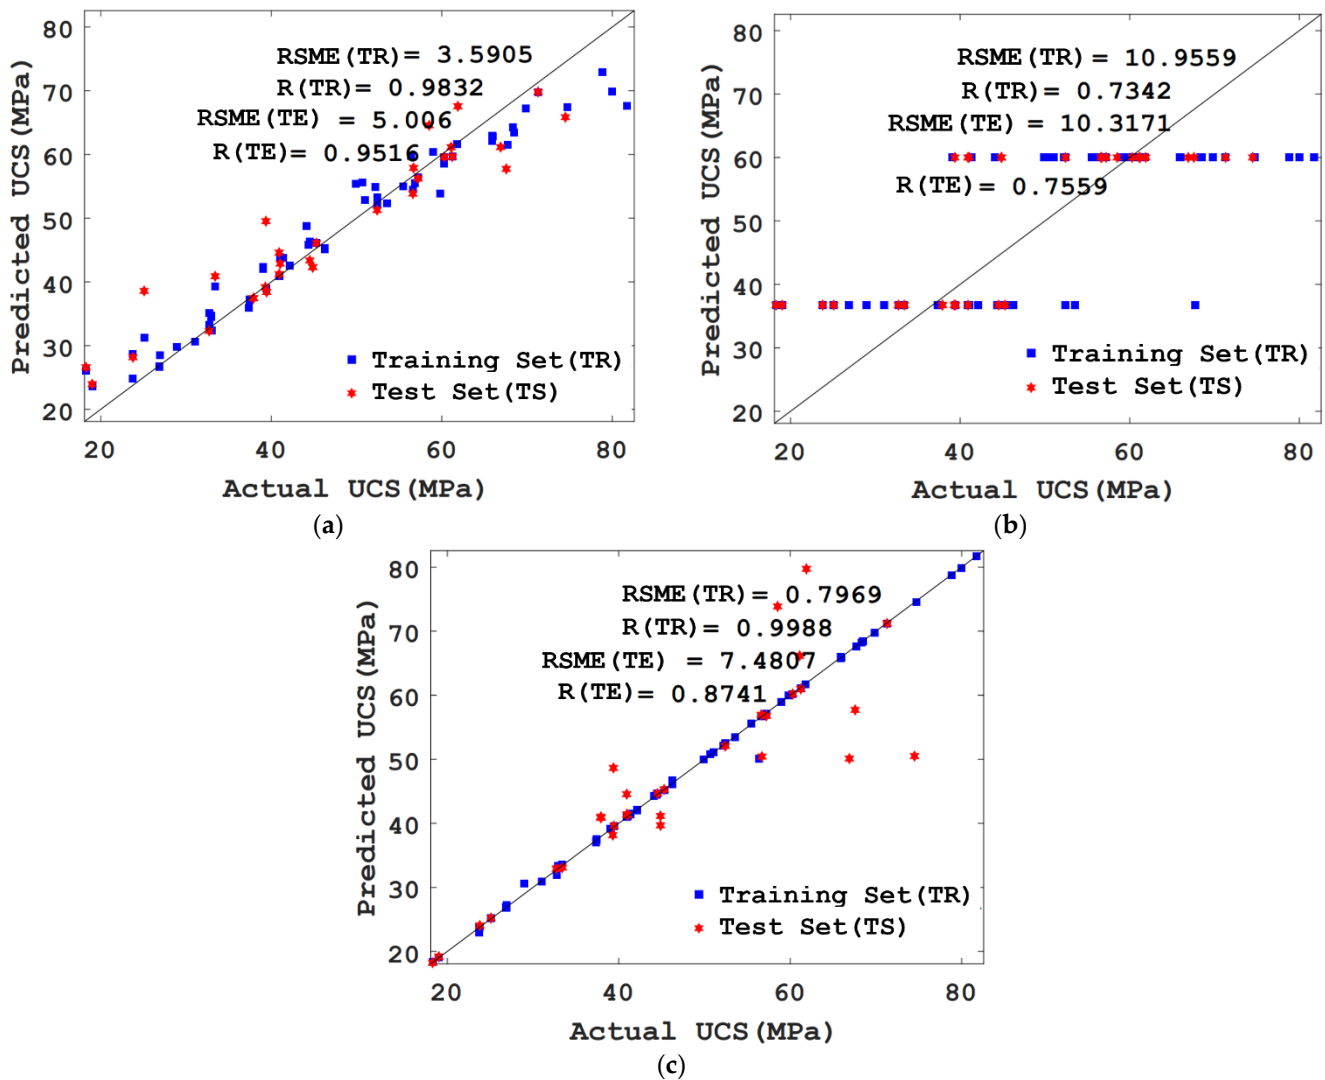 80
70
60
50
40
30
20
Predicted UCS(MPa)
RSME(TR)= 3.5905
R(TR)= 0.9832
RSME(TE) = 5.006
R(TE)= 0.9516
Training Set(TR)
Test Set(TS)
20 40 60 80
Actual UCS(MPa)
(a)
80
70
60
50
40
30
20
Predicted UCS(MPa)
RSME(TR)= 10.9559
R(TR)= 0.7342
RSME(TE)= 10.3171
R(TE)= 0.7559
Training Set(TR)
Test Set(TS)
20 40 60 80
Actual UCS(MPa)
(b)
80
70
60
50
40
30
20
Predicted UCS(MPa)
RSME(TR)= 0.7969
R(TR)= 0.9988
RSME(TE) = 7.4807
R(TE)= 0.8741
Training Set(TR)
Test Set(TS)
20 40 60 80
Actual UCS(MPa)
(c)